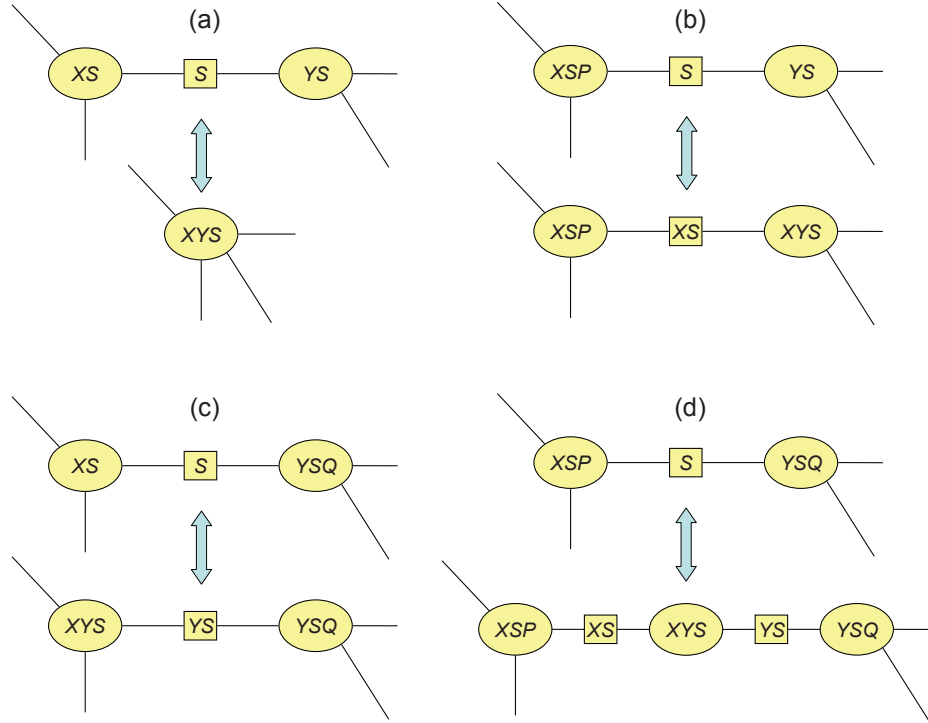 (a)
XS S YS
XYS
(b)
XSP S YS
XSP XS XYS
(c)
XS S YSQ
XYS YS YSQ
(d)
XSP S YSQ
XSP XS XYS YS YSQ